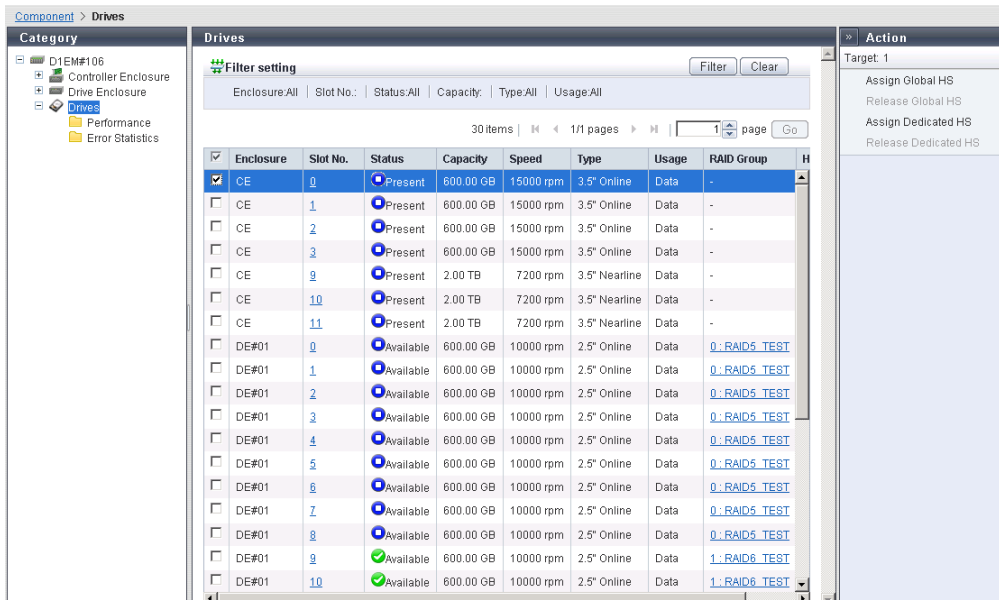 Component > Drives
Category
D1EM#106
Controller Enclosure
Drive Enclosure
Drives
Performance
Error Statistics
Drives
Filter setting
Filter Clear
Enclosure:All | Slot No.: | Status:All | Capacity: | Type:All | Usage:All
30 items | 1/1 pages | 1 page Go
Enclosure Slot No. Status Capacity Speed Type Usage RAID Group H
CE 0 Present 600.00 GB 15000 rpm 3.5" Online Data -
CE 1 Present 600.00 GB 15000 rpm 3.5" Online Data -
CE 2 Present 600.00 GB 15000 rpm 3.5" Online Data -
CE 3 Present 600.00 GB 15000 rpm 3.5" Online Data -
CE 9 Present 2.00 TB 7200 rpm 3.5" Nearline Data -
CE 10 Present 2.00 TB 7200 rpm 3.5" Nearline Data -
CE 11 Present 2.00 TB 7200 rpm 3.5" Nearline Data -
DE#01 0 Available 600.00 GB 10000 rpm 2.5" Online Data 0 : RAID5_TEST
DE#01 1 Available 600.00 GB 10000 rpm 2.5" Online Data 0 : RAID5_TEST
DE#01 2 Available 600.00 GB 10000 rpm 2.5" Online Data 0 : RAID5_TEST
DE#01 3 Available 600.00 GB 10000 rpm 2.5" Online Data 0 : RAID5_TEST
DE#01 4 Available 600.00 GB 10000 rpm 2.5" Online Data 0 : RAID5_TEST
DE#01 5 Available 600.00 GB 10000 rpm 2.5" Online Data 0 : RAID5_TEST
DE#01 6 Available 600.00 GB 10000 rpm 2.5" Online Data 0 : RAID5_TEST
DE#01 7 Available 600.00 GB 10000 rpm 2.5" Online Data 0 : RAID5_TEST
DE#01 8 Available 600.00 GB 10000 rpm 2.5" Online Data 0 : RAID5_TEST
DE#01 9 Available 600.00 GB 10000 rpm 2.5" Online Data 1 : RAID6_TEST
DE#01 10 Available 600.00 GB 10000 rpm 2.5" Online Data 1 : RAID6_TEST
» Action
Target: 1
Assign Global HS
Release Global HS
Assign Dedicated HS
Release Dedicated HS